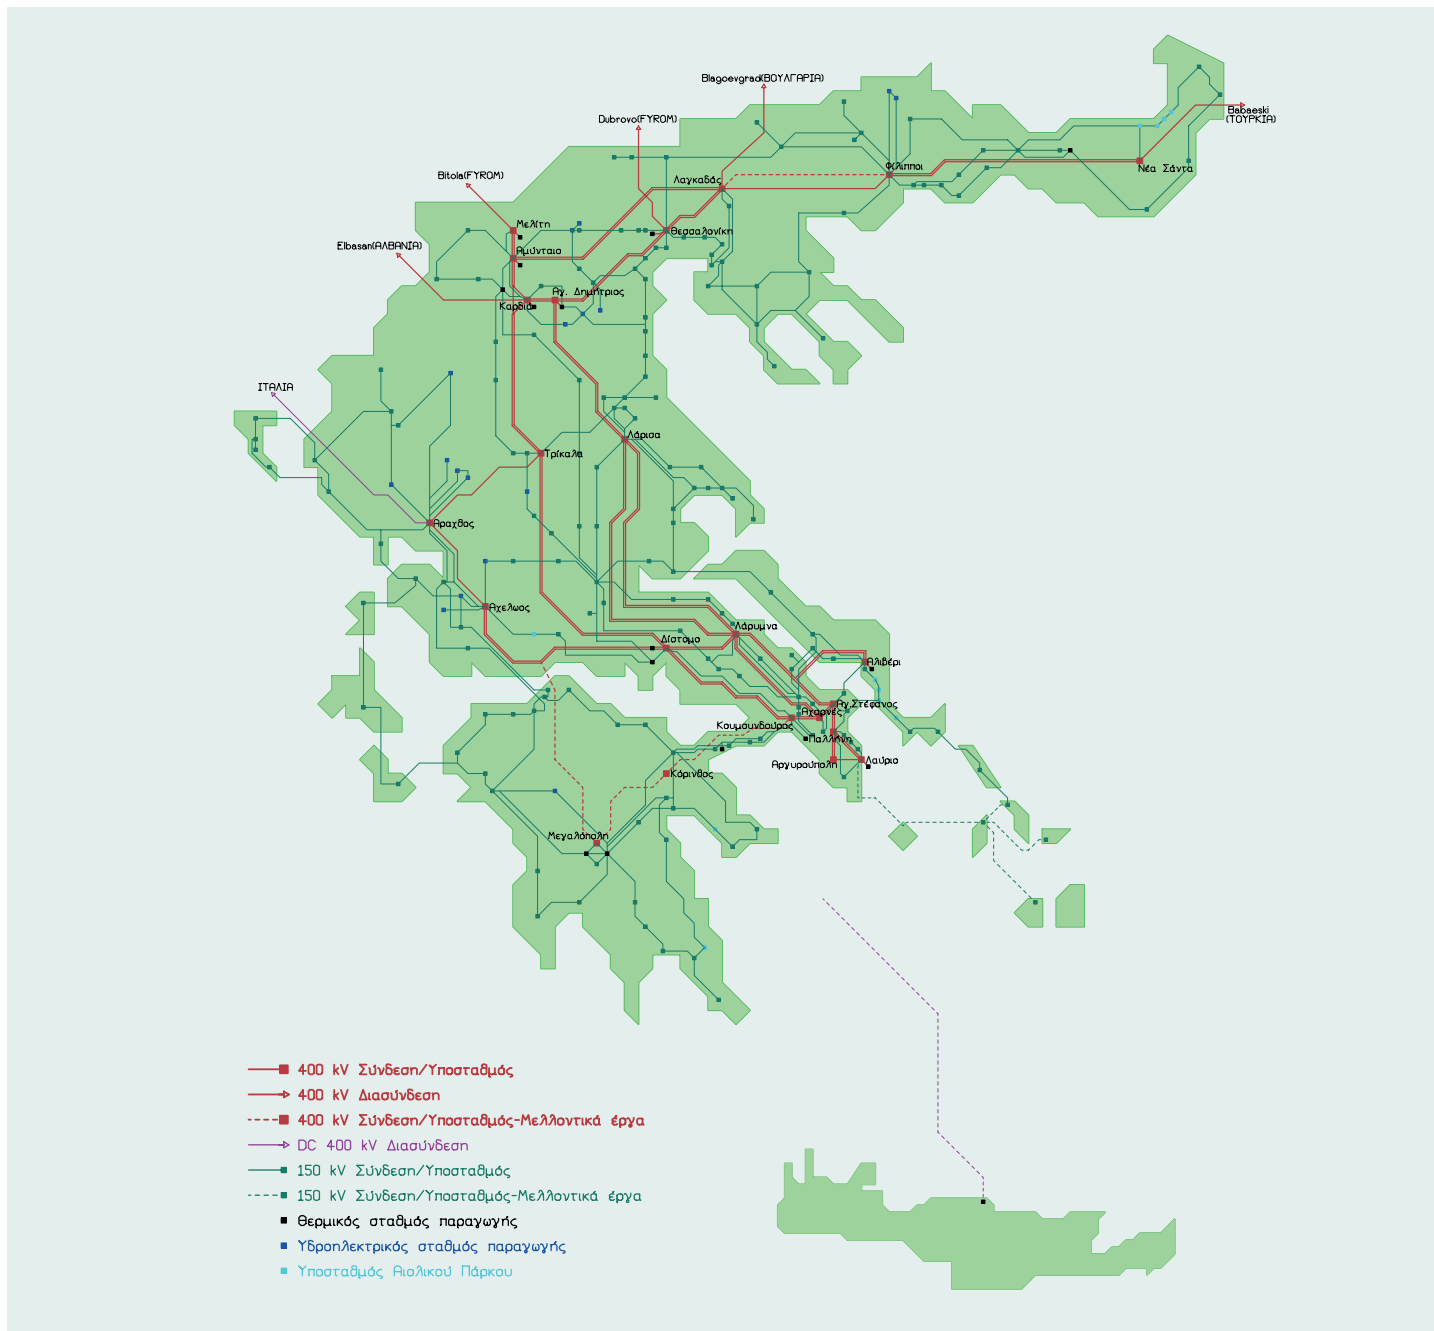 Blagoevgrad(ΒΟΥΛΓΑΡΙΑ)
Babaeski
(ΤΟΥΡΚΙΑ)
Dubrovo(FYROM)
Φίλιπποι
Νέα Σάντα
Bitola(FYROM)
Λαγκαδάς
Μελίτη
Θεσσαλονίκη
Elbasan(ΑΛΒΑΝΙΑ)
Αμύνταιο
Αγ. Δημήτριος
Καρδιά
ΙΤΑΛΙΑ
Λάρισα
Τρίκαλα
Αραχθος
Αχελωος
Λάρυμνα
Δίστομο
Αλιβέρι
Αγ.Στέφανος
Αχαρνές
Κουμουνδούρος
Παλλήνη
Αργυρούπολη
Λαύριο
Κόρινθος
Μεγαλόπολη
400 kV Σύνδεση/Υποσταθμός
400 kV Διασύνδεση
400 kV Σύνδεση/Υποσταθμός-Μελλοντικά έργα
DC 400 kV Διασύνδεση
150 kV Σύνδεση/Υποσταθμός
150 kV Σύνδεση/Υποσταθμός-Μελλοντικά έργα
Θερμικός σταθμός παραγωγής
Υδροηλεκτρικός σταθμός παραγωγής
Υποσταθμός Αιολικού Πάρκου